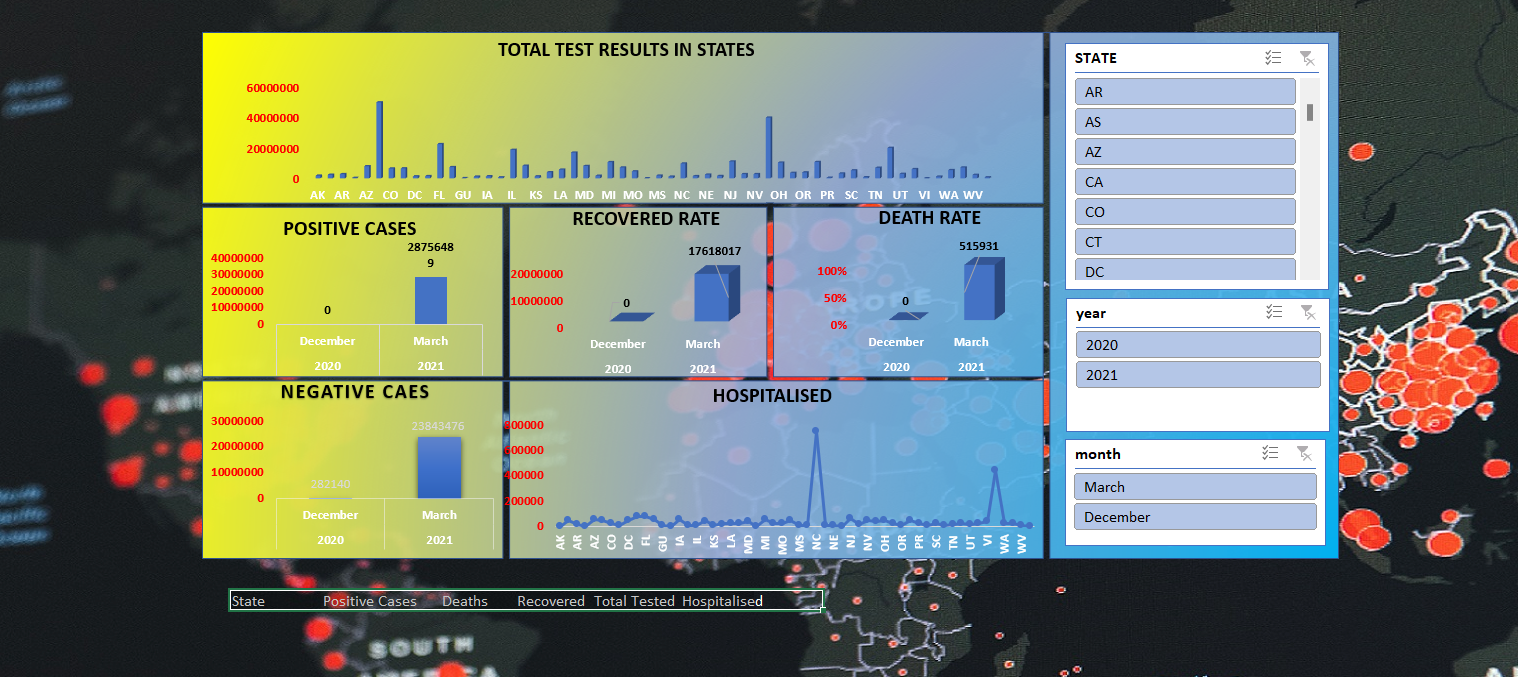 TOTAL TEST RESULTS IN STATES
60000000
40000000
20000000
0
AK AR AZ CO DC FL GU IA IL KS LA MD MI MO MS NC NE NJ NV OH OR PR SC TN UT VI WA WV
POSITIVE CASES
2875648
9
40000000
30000000
20000000
10000000
0
0
December March
2020 2021
RECOVERED RATE
17618017
20000000
10000000
0
0
December March
2020 2021
DEATH RATE
515931
100%
50%
0%
0
December March
2020 2021
NEGATIVE CAES
23843476
30000000
20000000
10000000
0
282140
December March
2020 2021
HOSPITALISED
800000
600000
400000
200000
0
AK AR AZ CO DC FL GU IA IL KS LA MD MI MO MS NC NE NJ NV OH OR PR SC TN UT VI WA WV
STATE
AR
AS
AZ
CA
CO
CT
DC
year
2020
2021
month
March
December
State Positive Cases Deaths Recovered Total Tested Hospitalised
SOUTH